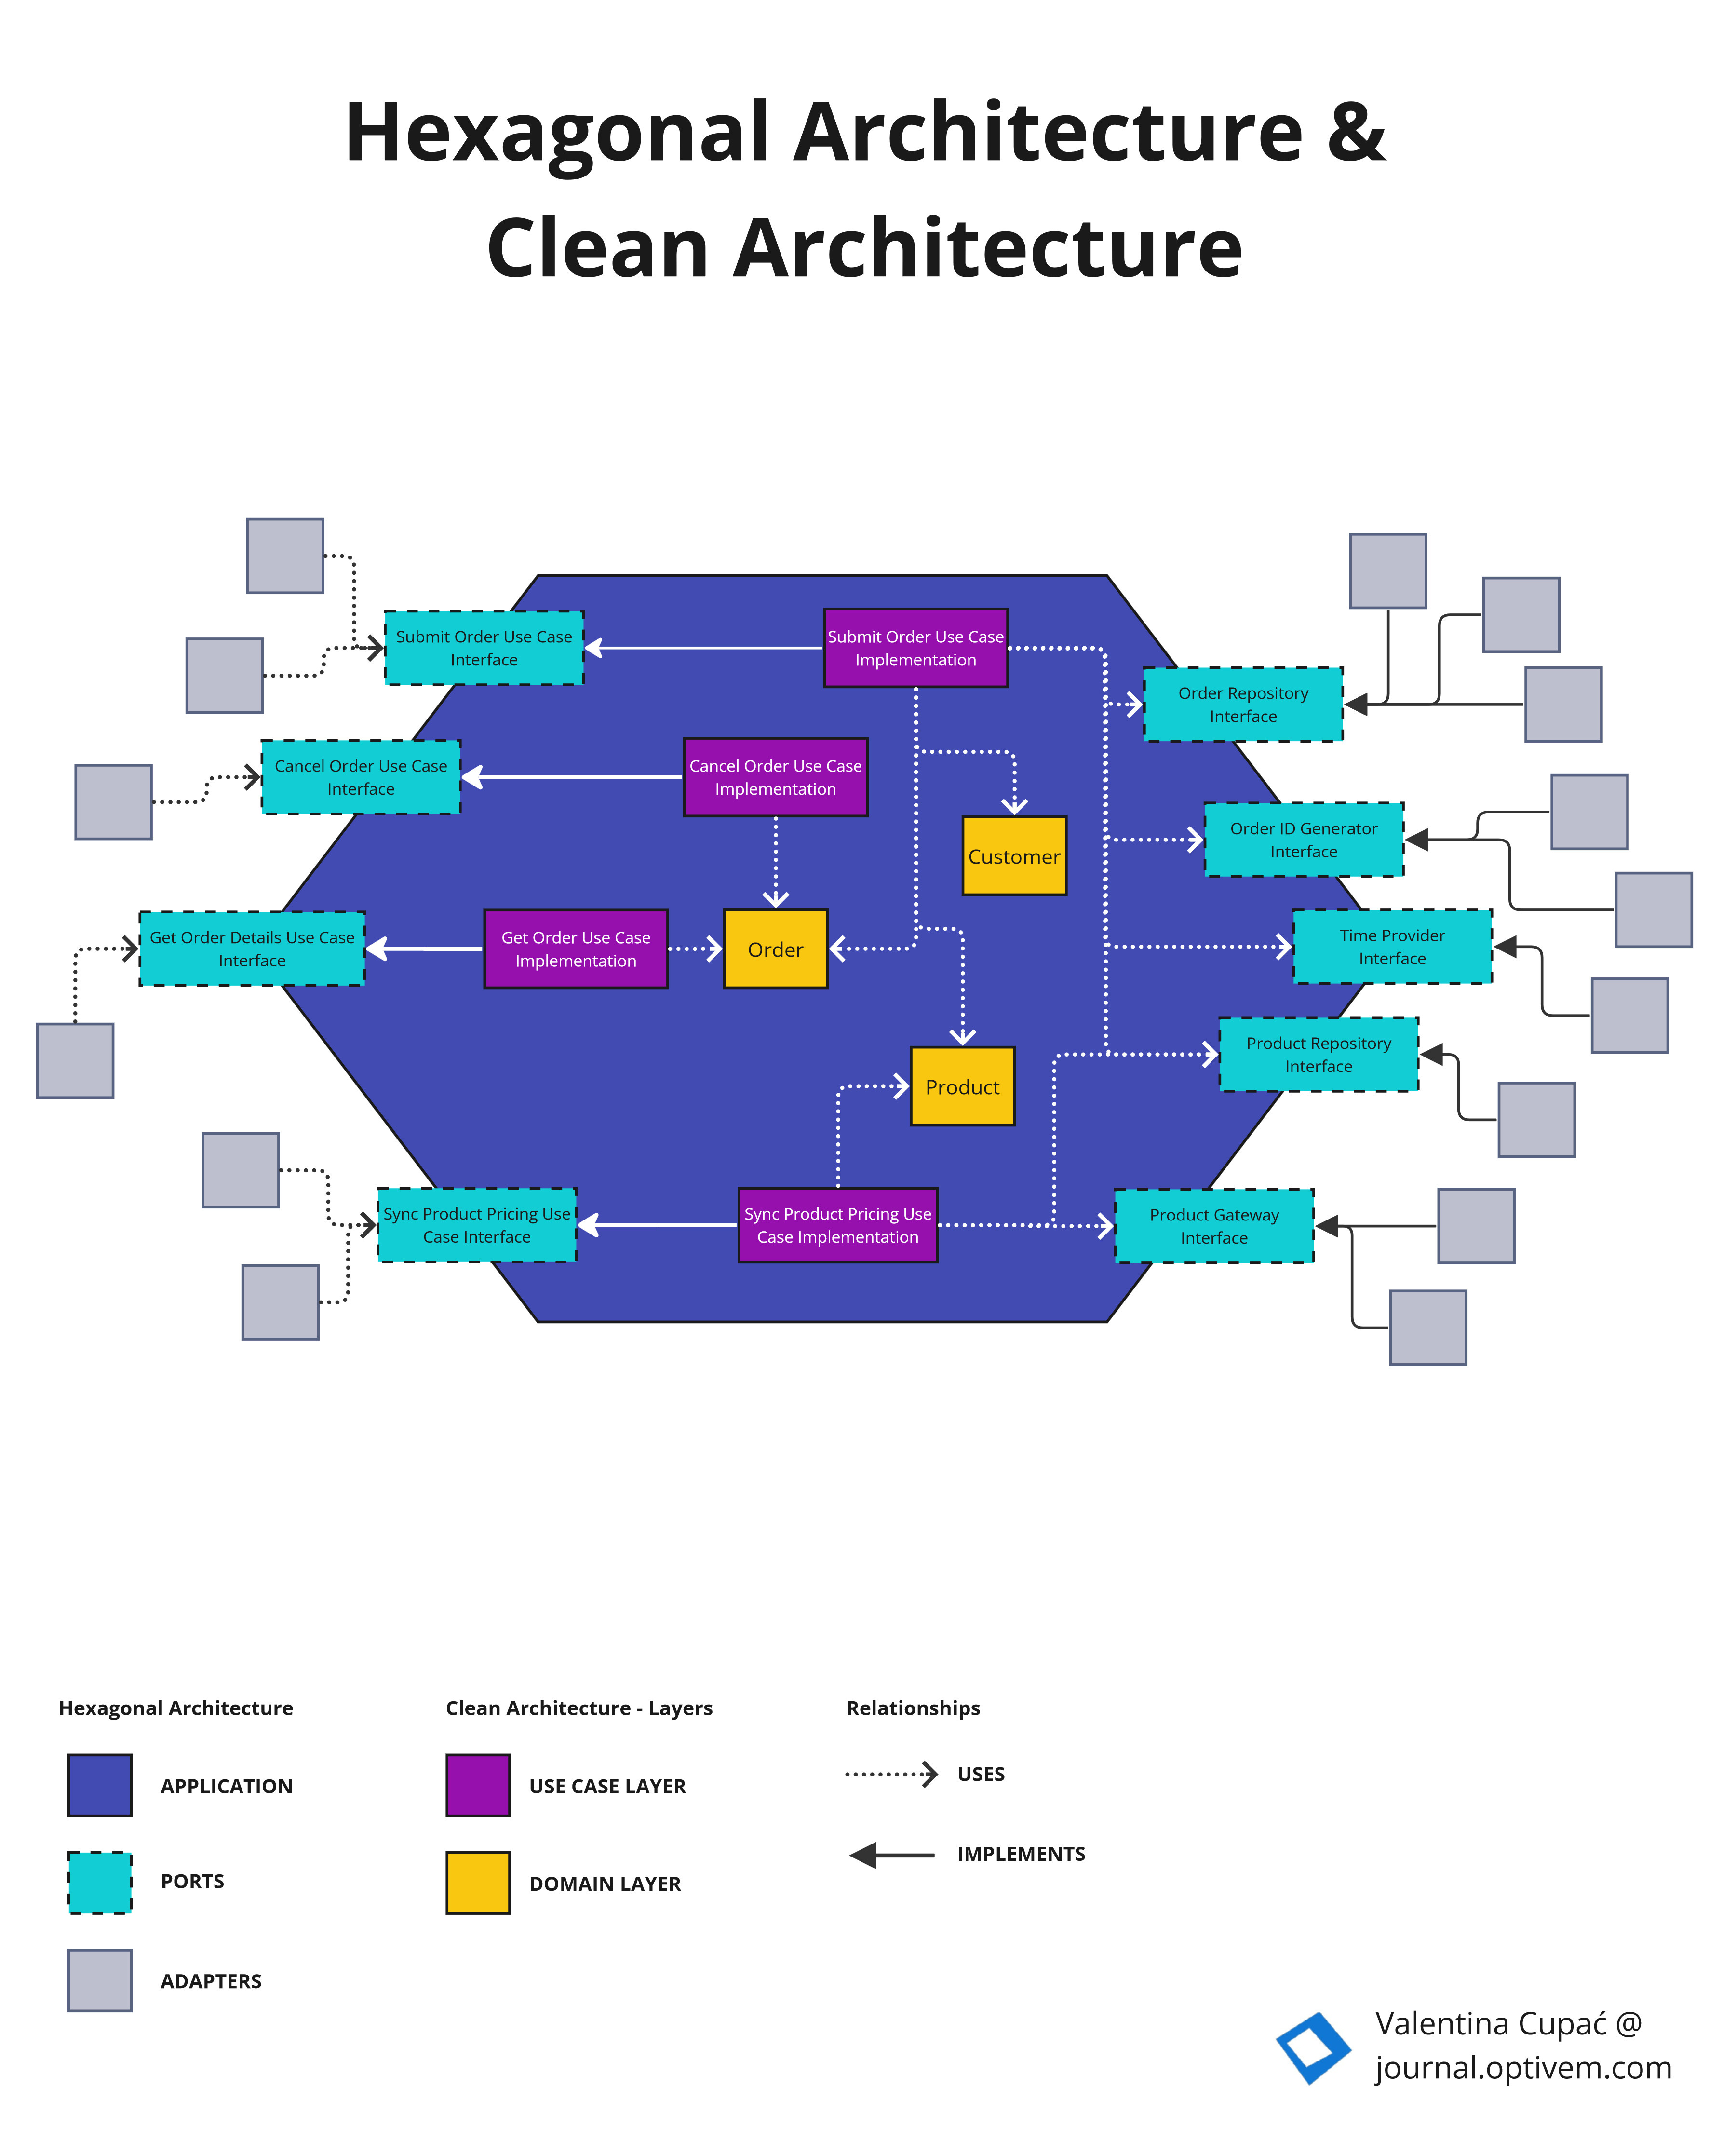 Hexagonal Architecture &
Clean Architecture
Submit Order Use Case
Interface
Submit Order Use Case
Implementation
Order Repository
Interface
Cancel Order Use Case
Interface
Cancel Order Use Case
Implementation
Customer
Order ID Generator
Interface
Get Order Details Use Case
Interface
Get Order Use Case
Implementation
Order
Time Provider
Interface
Product Repository
Interface
Product
Sync Product Pricing Use
Case Interface
Sync Product Pricing Use
Case Implementation
Product Gateway
Interface
Hexagonal Architecture
APPLICATION
PORTS
ADAPTERS
Clean Architecture - Layers
USE CASE LAYER
DOMAIN LAYER
Relationships
USES
IMPLEMENTS
Valentina Cupać @
journal.optivem.com